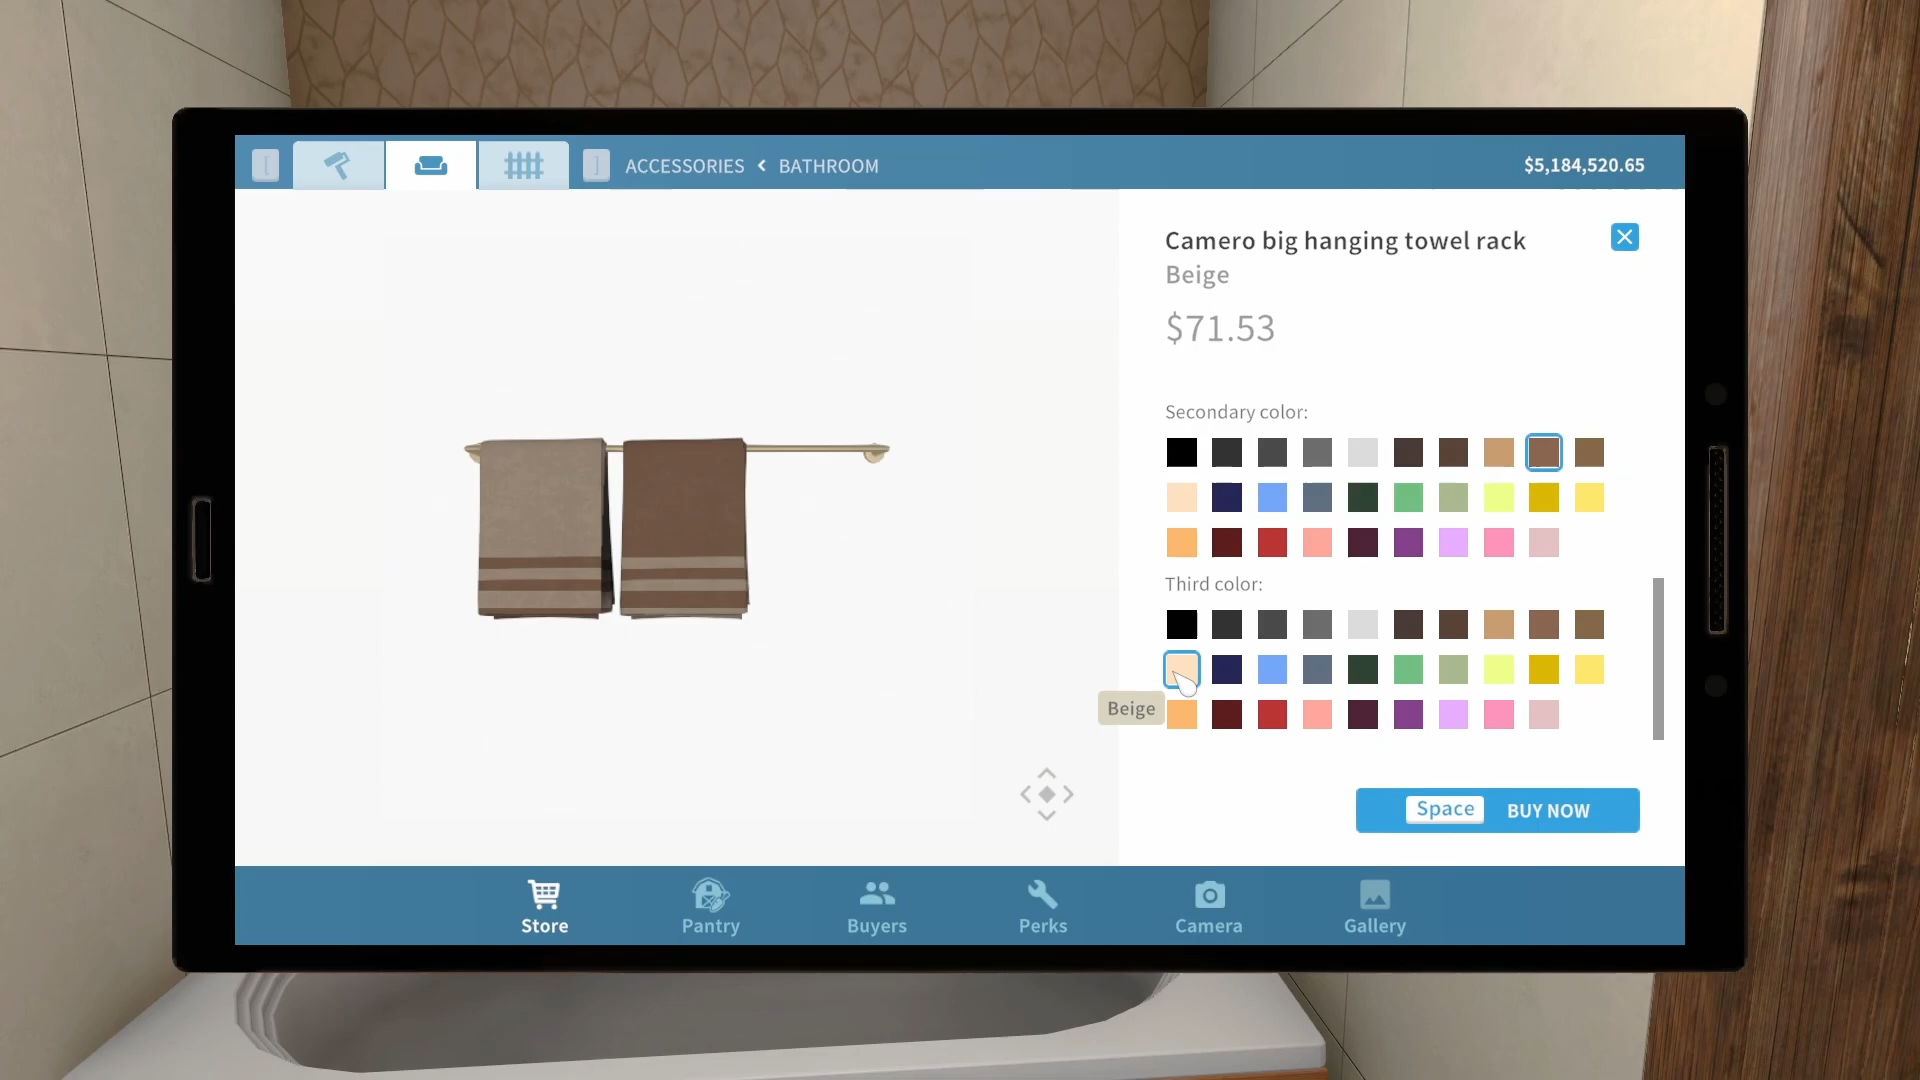 [
]
ACCESSORIES < BATHROOM
$5,184,520.65
Camero big hanging towel rack
Beige
$71.53
Secondary color:
Third color:
Beige
Space BUY NOW
Store
Pantry
Buyers
Perks
Camera
Gallery